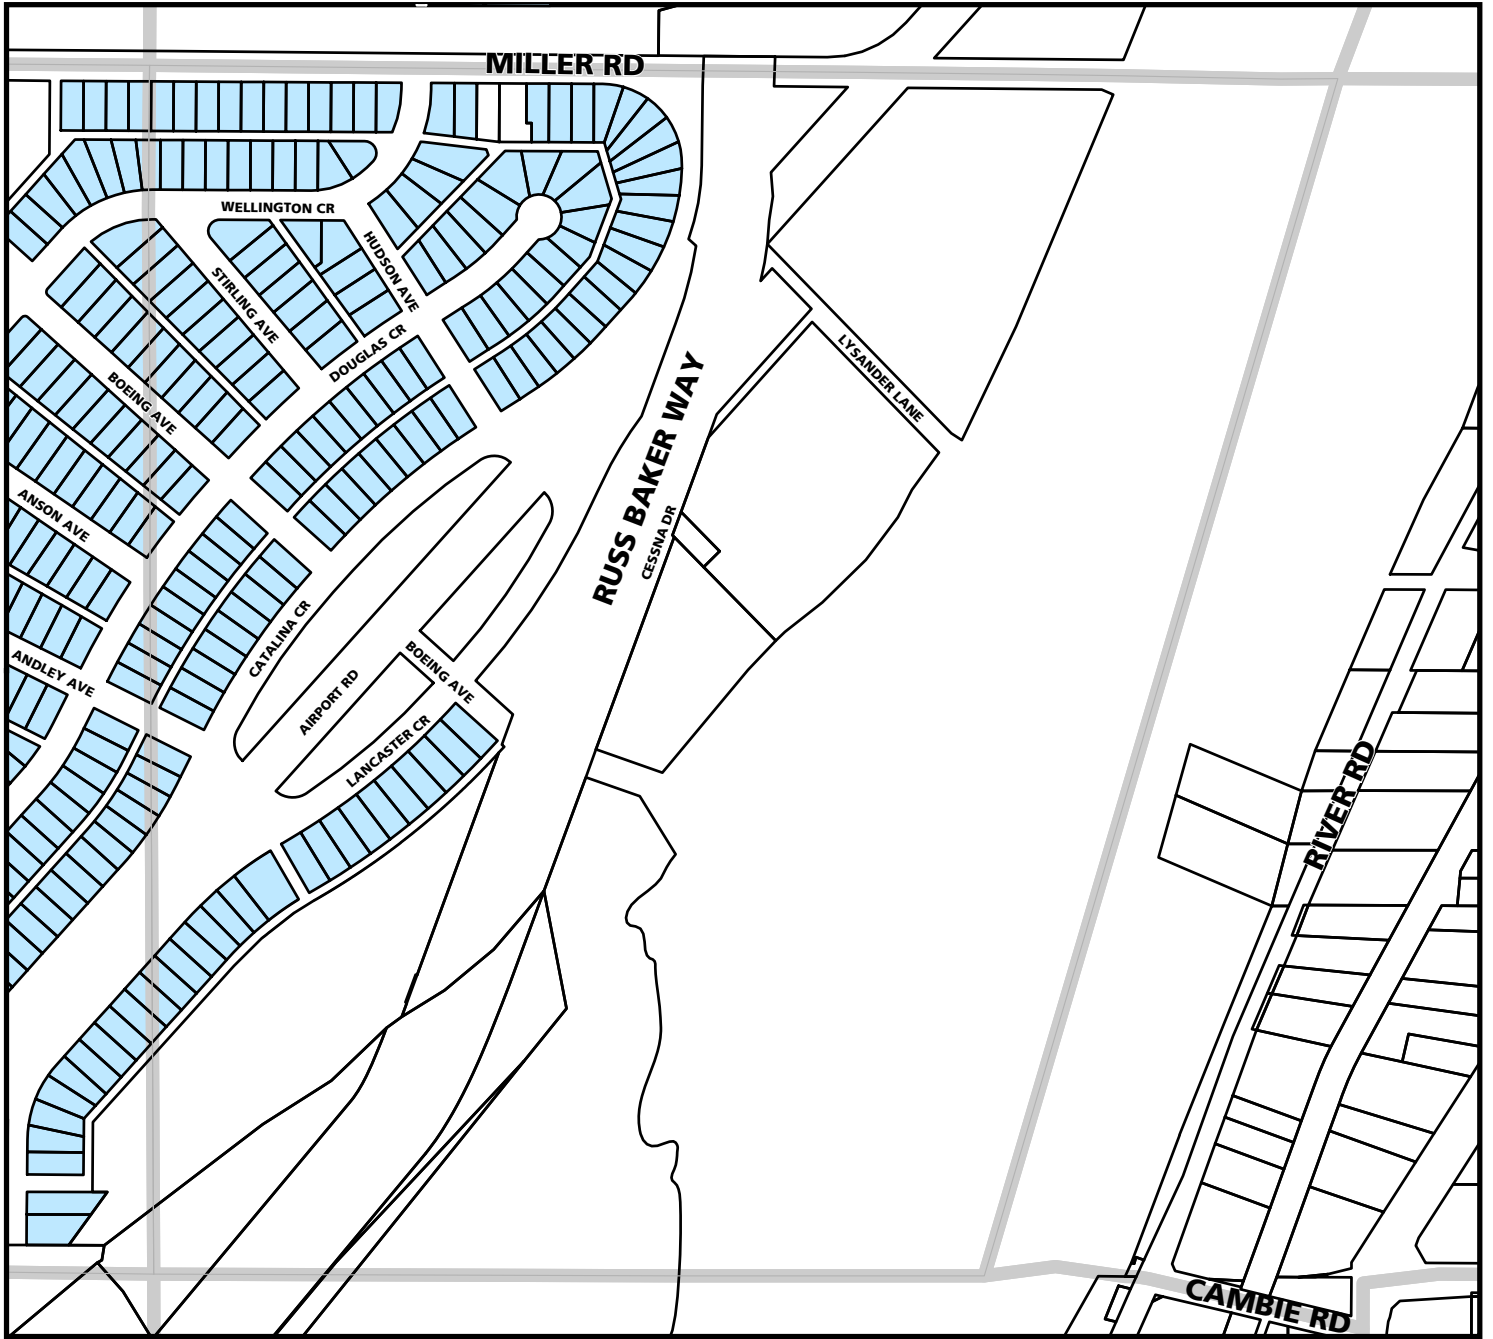 MILLER RD
WELLINGTON CR
HUDSON AVE
STIRLING AVE
DOUGLAS CR
LYSANDER LANE
BOEING AVE
RUSS BAKER WAY
CESSNA DR
ANSON AVE
CATALINA CR
ANDLEY AVE
BOEING AVE
AIRPORT RD
LANCASTER CR
RIVER RD
CAMBIE RD